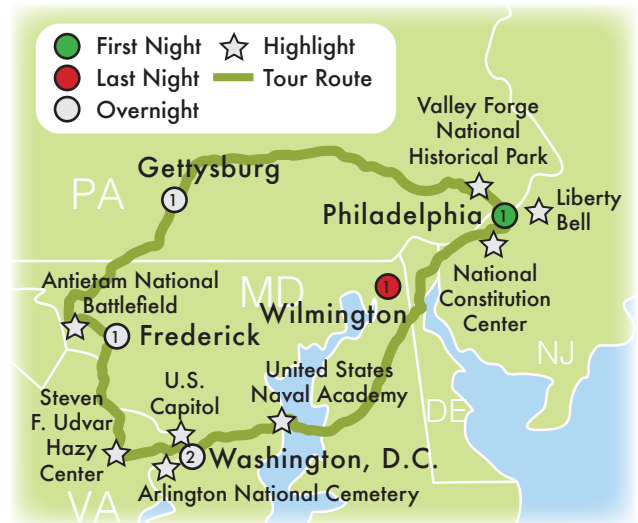 First Night
Highlight
Last Night
Tour Route
Overnight
Valley Forge
National
Historical Park
Gettysburg
1
PA
Philadelphia
1
Liberty
Bell
National
Constitution
Center
Antietam National
Battlefield
MD
1
Wilmington
1
Frederick
NJ
United States
Naval Academy
U.S.
Capitol
DE
Steven
F. Udvar
Hazy
Center
2
Washington, D.C.
Arlington National Cemetery
VA